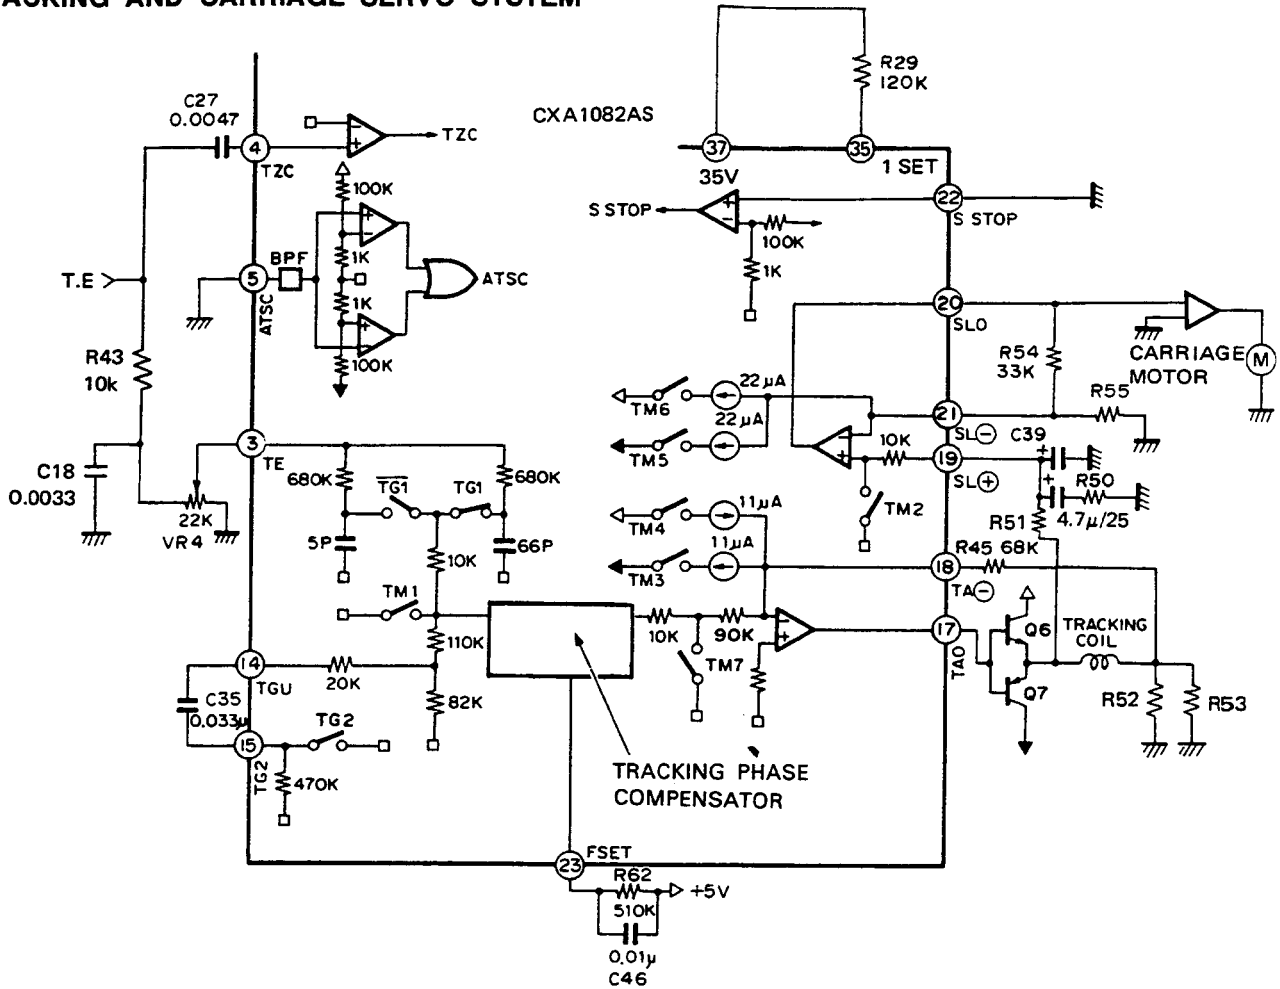 ACKING AND CARRIAGE SERVO SYSTEM
R29
120K
C27
0.0047
CXA1082AS
4
TZC
TZC
37
35
1 SET
35V
100K
S STOP
22
S STOP
100K
1K
BPF
1K
T.E
5
ATSC
ATSC
1K
100K
20
SLO
R43
10k
R54
33K
CARRIAGE
MOTOR
M
22μA
TM6
22μA
TM5
R55
21
SL⊖
C39
10K
19
SL⊕
+
+
R50
4.7μ/25
3
TE
C18
0.0033
680K
680K
TG1
TG1
22K
VR4
5P
66P
10K
11μA
TM4
11μA
TM3
TM2
R51
R45 68K
18
TA⊖
TM1
110K
10K
90K
TM7
17
TAO
Q6
Q7
TRACKING
COIL
R52
R53
14
TGU
20K
C35
0.033μ
82K
15
TG2
TG2
470K
TRACKING PHASE
COMPENSATOR
23
FSET
R62
510K
+5V
0.01μ
C46